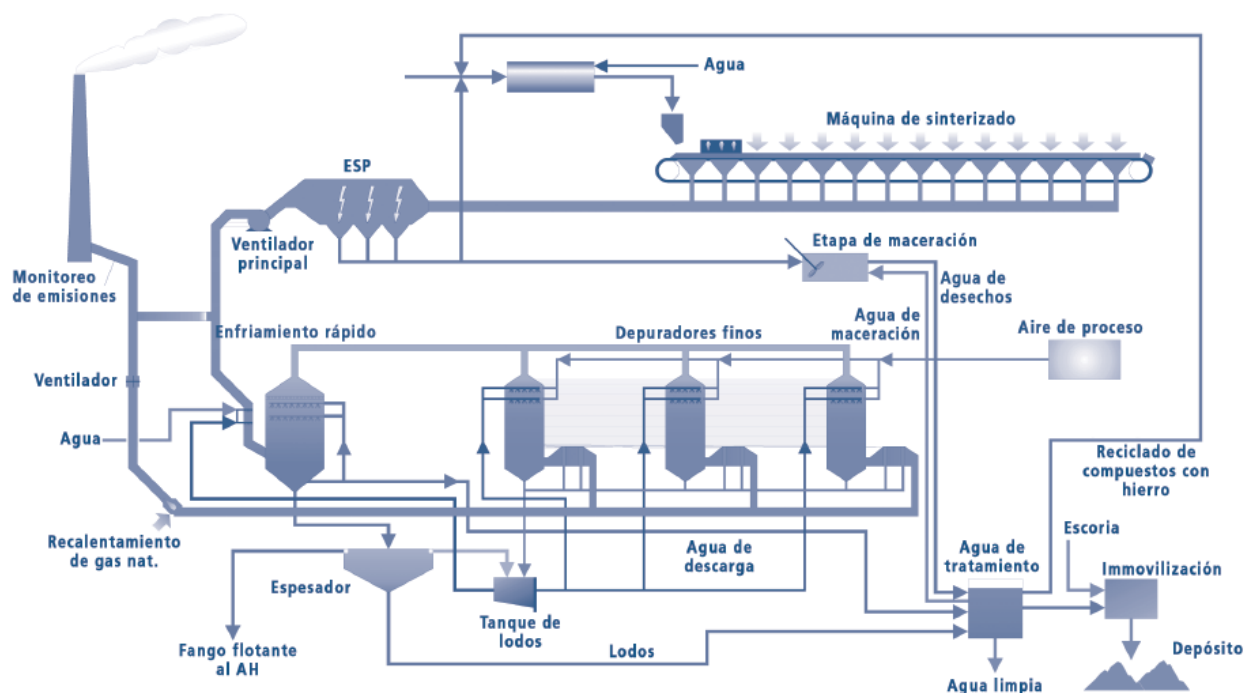 Agua
Máquina de sinterizado
ESP
Ventilador
principal
Etapa de maceración
Monitoreo
de emisiones
Agua de
desechos
Enfriamiento rápido
Depuradores finos
Agua de
maceración
Aire de proceso
Ventilador
Agua
Reciclado de
compuestos con
hierro
Recalentamiento
de gas nat.
Agua de
descarga
Escoria
Agua de
tratamiento
Immovilización
Espesador
Tanque de
lodos
Fango flotante
al AH
Lodos
Depósito
Agua limpia